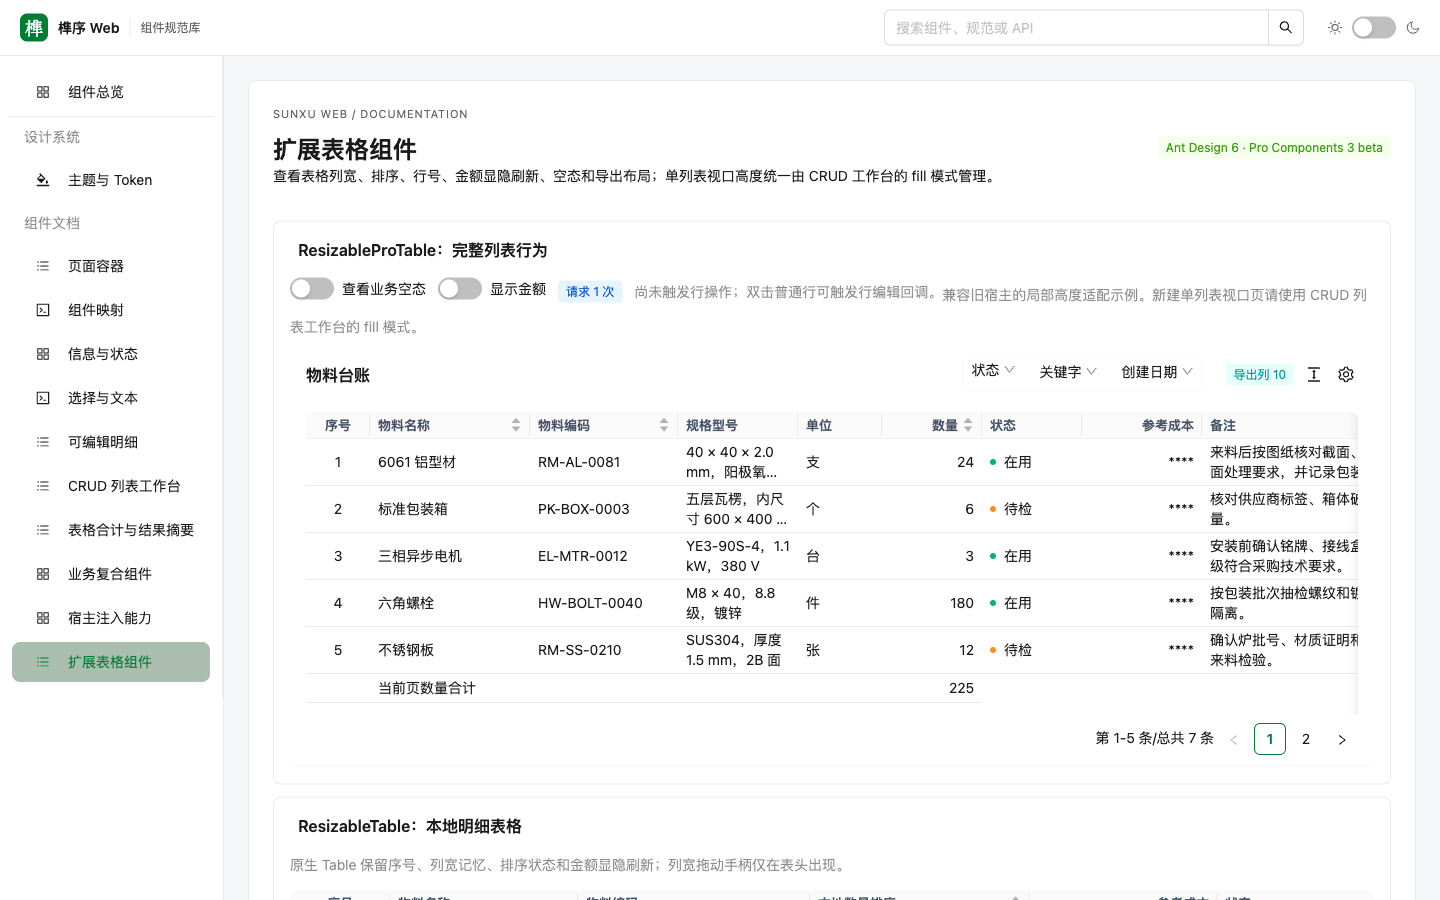 榫 榫序 Web 组件规范库
搜索组件、规范或 API
组件总览
设计系统
主题与 Token
组件文档
页面容器
组件映射
信息与状态
选择与文本
可编辑明细
CRUD 列表工作台
表格合计与结果摘要
业务复合组件
宿主注入能力
扩展表格组件
SUNXU WEB / DOCUMENTATION
扩展表格组件
Ant Design 6 · Pro Components 3 beta
查看表格列宽、排序、行号、金额显隐刷新、空态和导出布局；单列表视口高度统一由 CRUD 工作台的 fill 模式管理。
ResizableProTable：完整列表行为
查看业务空态 显示金额 请求 1 次 尚未触发行操作；双击普通行可触发行编辑回调。兼容旧宿主的局部高度适配示例。新建单列表视口页请使用 CRUD 列
表工作台的 fill 模式。
物料台账 状态 关键字 创建日期 导出列 10
序号 物料名称 物料编码 规格型号 单位 数量 状态 参考成本 备注
1 6061 铝型材 RM-AL-0081 40 × 40 × 2.0 支 24 在用 **** 来料后按图纸核对截面、
mm，阳极氧... 面处理要求，并记录包装
2 标准包装箱 PK-BOX-0003 五层瓦楞，内尺 个 6 待检 **** 核对供应商标签、箱体破
寸 600 × 400 ... 量。
3 三相异步电机 EL-MTR-0012 YE3-90S-4，1.1 台 3 在用 **** 安装前确认铭牌、接线盒
kW，380 V 级符合采购技术要求。
4 六角螺栓 HW-BOLT-0040 M8 × 40，8.8 件 180 在用 **** 按包装批次抽检螺纹和镀
级，镀锌 隔离。
5 不锈钢板 RM-SS-0210 SUS304，厚度 张 12 待检 **** 确认炉批号、材质证明和
1.5 mm，2B 面 来料检验。
当前页数量合计 225
第 1-5 条/总共 7 条 < 1 2 >
ResizableTable：本地明细表格
原生 Table 保留序号、列宽记忆、排序状态和金额显隐刷新；列宽拖动手柄仅在表头出现。
序号 物料名称 物料编码 本地数量排序 参考成本 状态